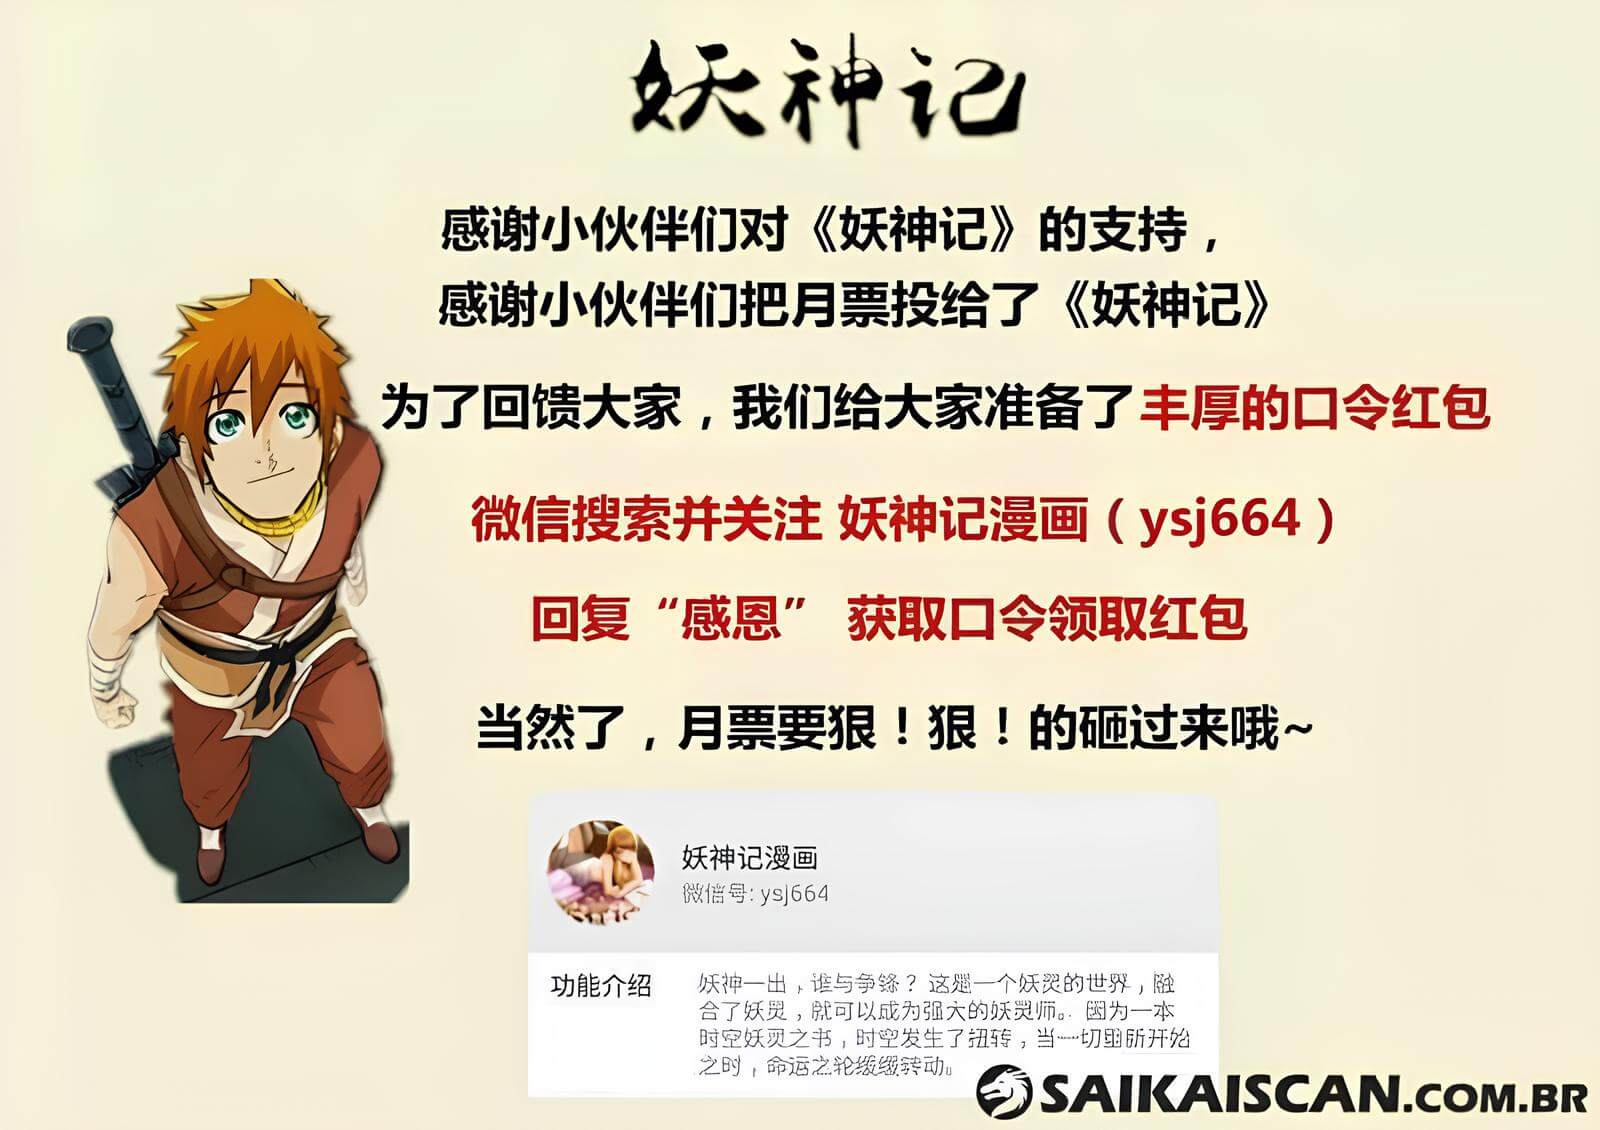 妖神记
感谢小伙伴们对《妖神记》的支持，
感谢小伙伴们把月票投给了《妖神记》
为了回馈大家，我们给大家准备了丰厚的口令红包
微信搜索并关注 妖神记漫画（ysj664）
回复“感恩” 获取口令领取红包
当然了，月票要狠！狠！的砸过来哦~
妖神记漫画
微信号: ysj664
功能介绍
妖神一出，谁与争锋？ 这是一个妖灵的世界，融
合了妖灵，就可以成为强大的妖灵师。 因为一本
时空妖灵之书，时空发生了扭转，当一切重新开始
之时，命运之轮缓缓转动。
SAIKAISCAN.COM.BR